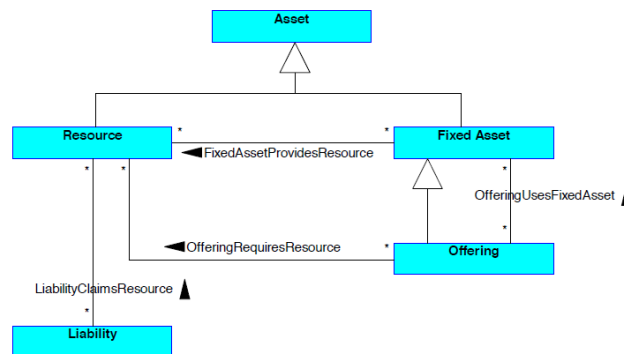 Asset
Resource
Fixed Asset
*
*
FixedAssetProvidesResource
*
*
*
OfferingUsesFixedAsset
*
OfferingRequiresResource
*
Offering
LiabilityClaimsResource
*
Liability